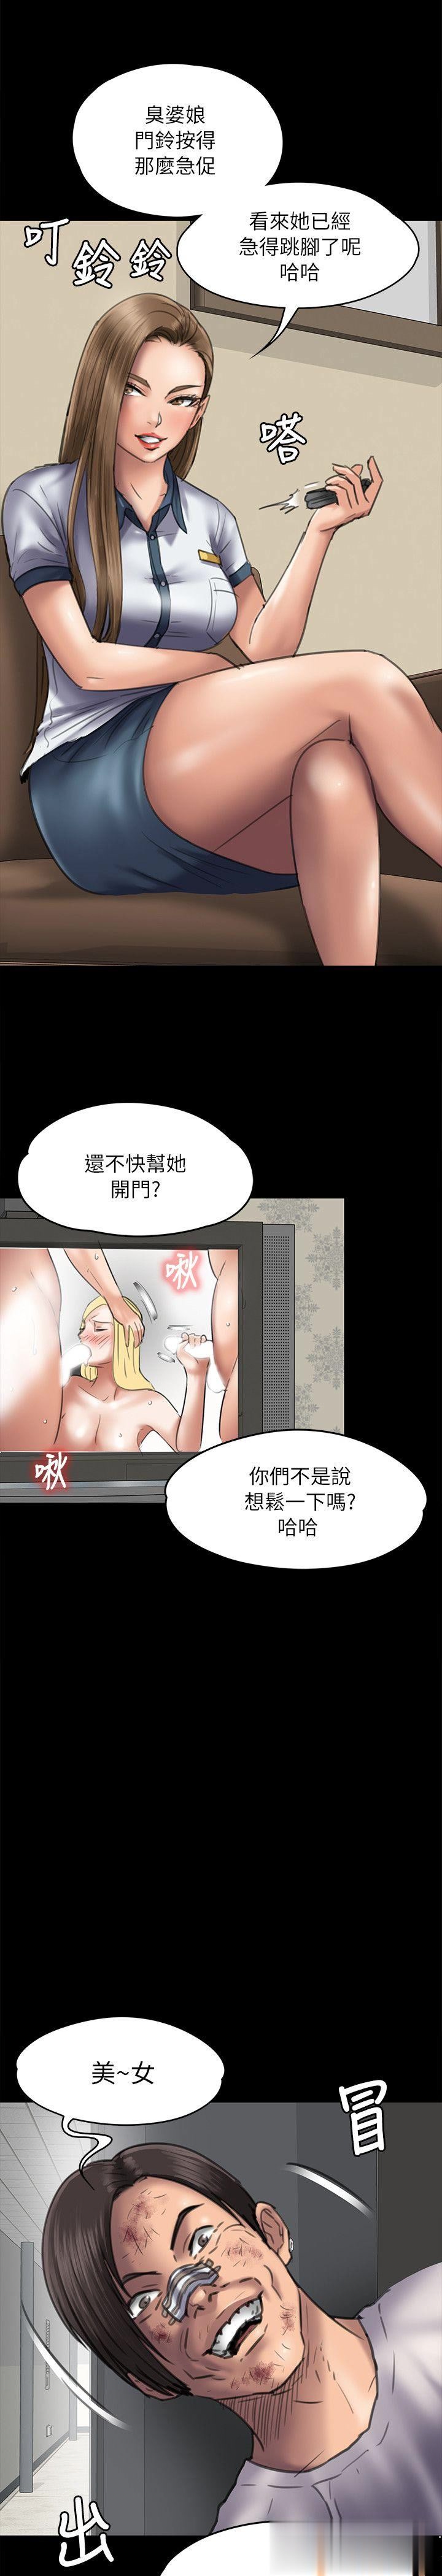 臭婆娘
門鈴按得
那麼急促
看來她已經
急得跳腳了呢
哈哈
叮鈴鈴
嗒
還不快幫她
開門?
啾
啾
你們不是說
想鬆一下嗎?
哈哈
美~女
冒
出